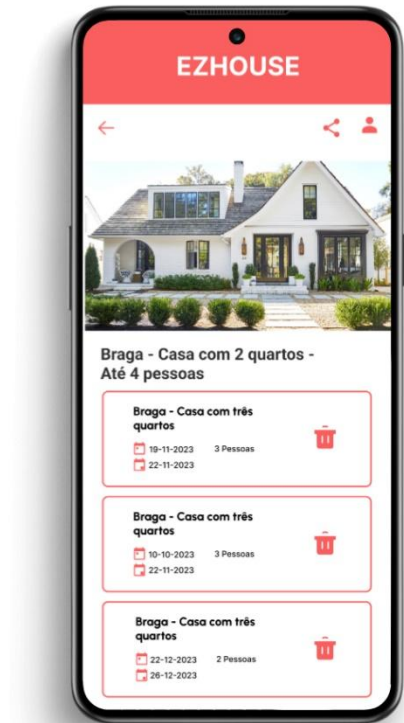 EZHOUSE
Braga - Casa com 2 quartos -
Até 4 pessoas
Braga - Casa com três
quartos
19-11-2023 3 Pessoas
22-11-2023
Braga - Casa com três
quartos
10-10-2023 3 Pessoas
22-11-2023
Braga - Casa com três
quartos
22-12-2023 2 Pessoas
26-12-2023